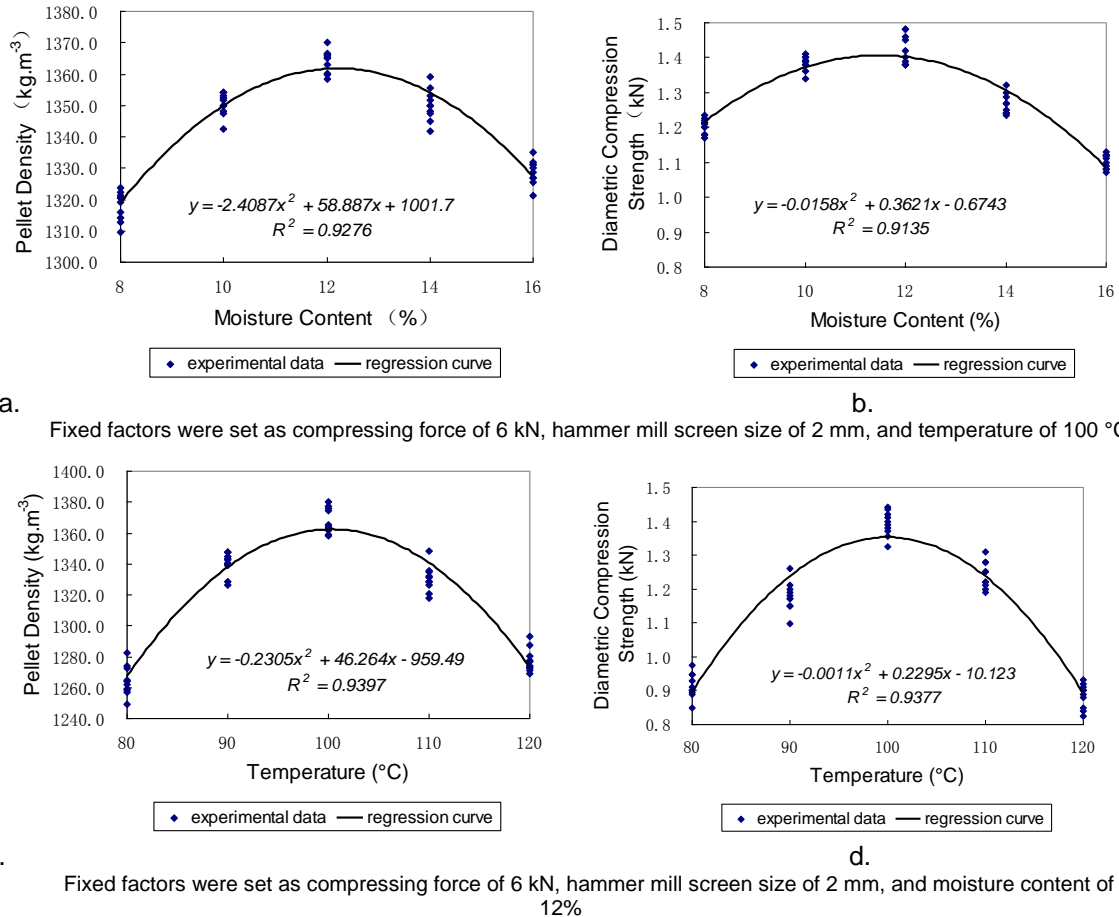 1380.0
1370.0
1360.0
1350.0
1340.0
1330.0
1320.0
1310.0
1300.0
Pellet Density（kg.m⁻³）
y = -2.4087x² + 58.887x + 1001.7
R² = 0.9276
8 10 12 14 16
Moisture Content （%）
experimental data regression curve
a.
1.5
1.4
1.3
1.2
1.1
1.0
0.9
0.8
Diametric Compression
Strength（kN）
y = -0.0158x² + 0.3621x - 0.6743
R² = 0.9135
8 10 12 14 16
Moisture Content (%)
experimental data regression curve
b.
Fixed factors were set as compressing force of 6 kN, hammer mill screen size of 2 mm, and temperature of 100 °C
1400.0
1380.0
1360.0
1340.0
1320.0
1300.0
1280.0
1260.0
1240.0
Pellet Density (kg.m⁻³)
y = -0.2305x² + 46.264x - 959.49
R² = 0.9397
80 90 100 110 120
Temperature (°C)
experimental data regression curve
.
1.5
1.4
1.3
1.2
1.1
1.0
0.9
0.8
Diametric Compression
Strength (kN)
y = -0.0011x² + 0.2295x - 10.123
R² = 0.9377
80 90 100 110 120
Temperature (°C)
experimental data regression curve
d.
Fixed factors were set as compressing force of 6 kN, hammer mill screen size of 2 mm, and moisture content of
12%